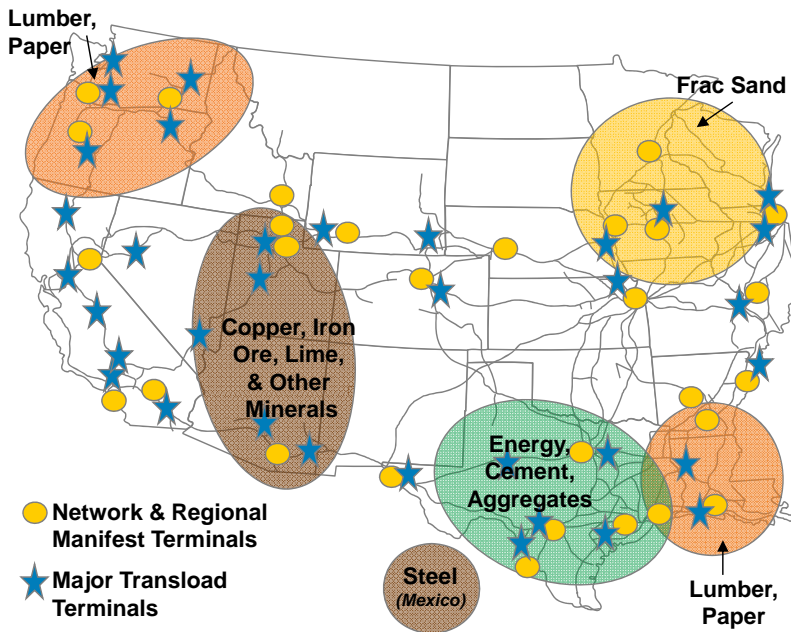 Lumber,
Paper
Frac Sand
Copper, Iron
Ore, Lime,
& Other
Minerals
Energy,
Cement,
Aggregates
Network & Regional
Manifest Terminals
Major Transload
Terminals
Steel
(Mexico)
Lumber,
Paper